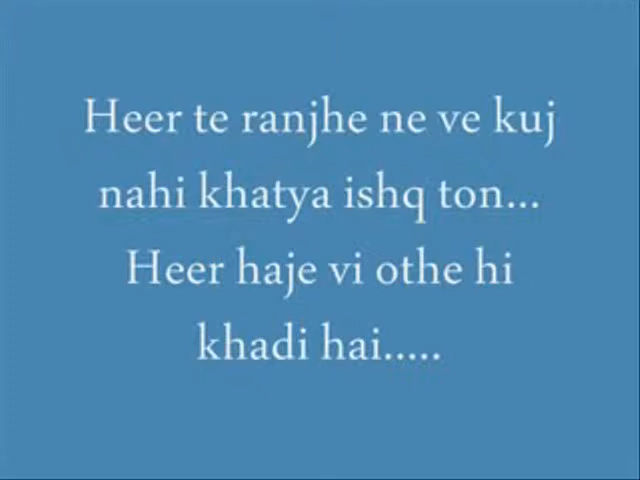 Heer te ranjhe ne ve kuj
nahi khatya ishq ton...
Heer haje vi othe hi
khadi hai.....